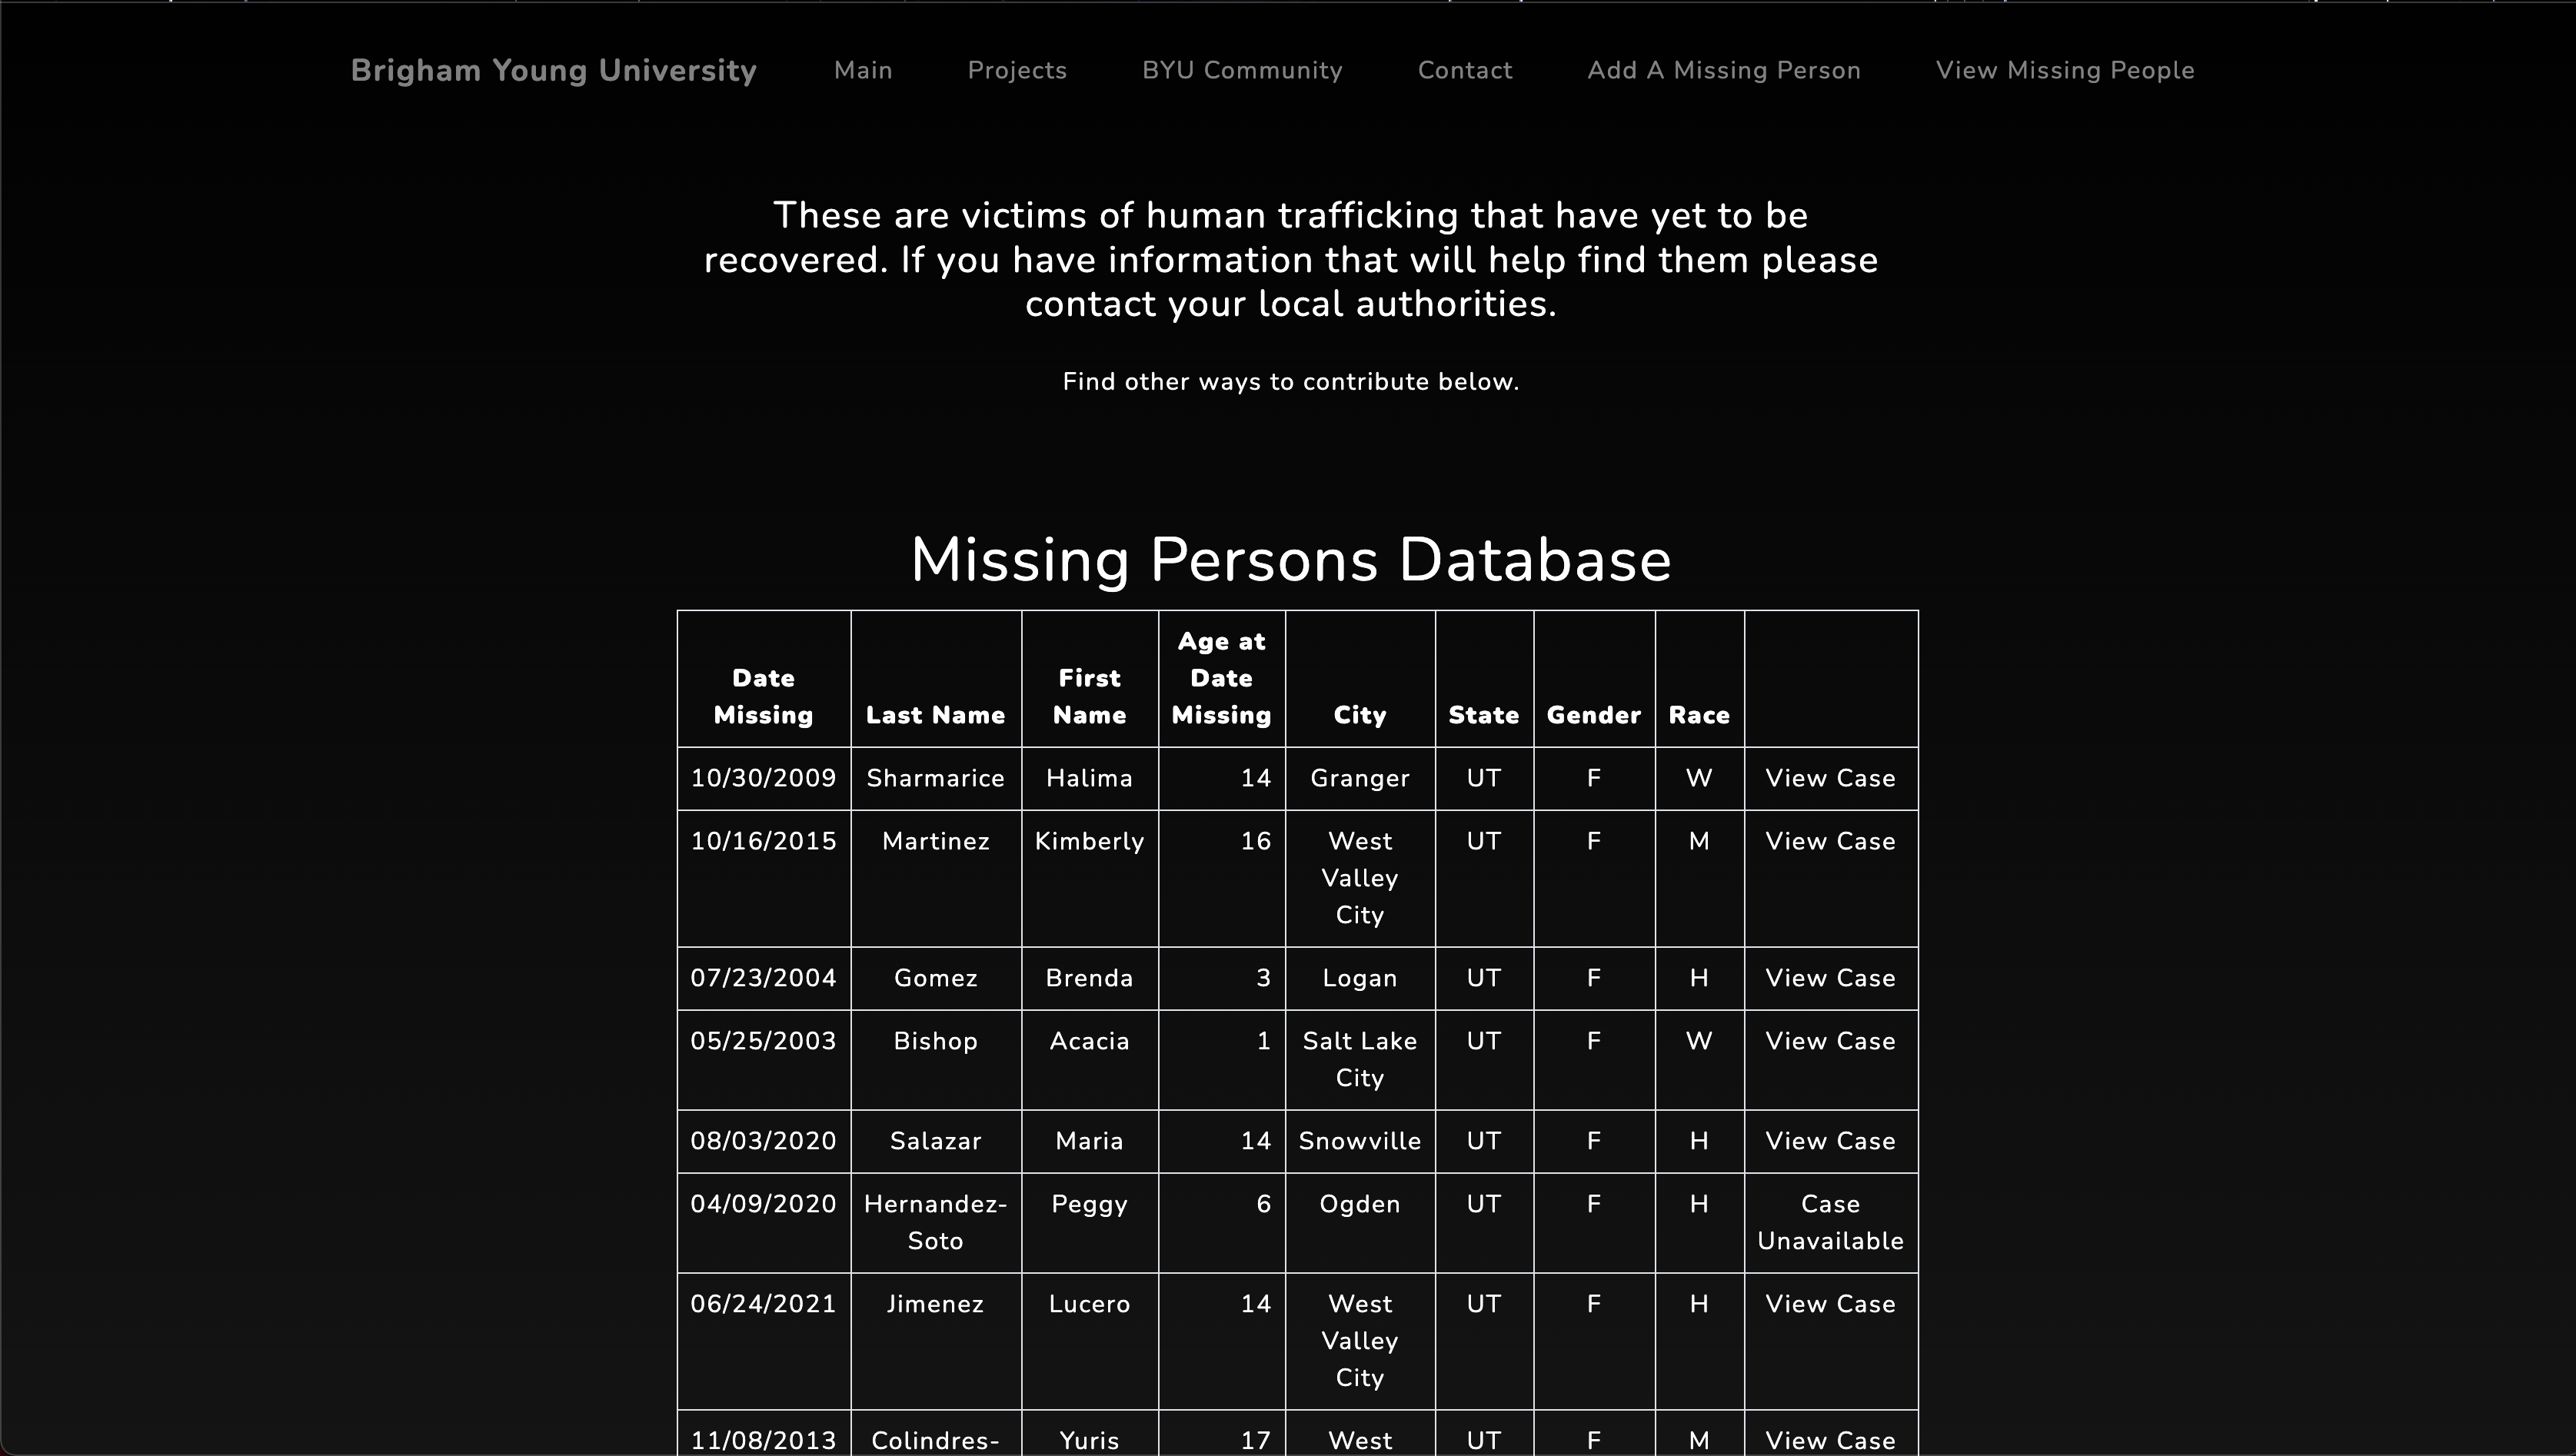 Brigham Young University Main Projects BYU Community Contact Add A Missing Person View Missing People
These are victims of human trafficking that have yet to be
recovered. If you have information that will help find them please
contact your local authorities.
Find other ways to contribute below.
Missing Persons Database
Date Missing Last Name First Name Age at Date Missing City State Gender Race
10/30/2009 Sharmarice Halima 14 Granger UT F W View Case
10/16/2015 Martinez Kimberly 16 West Valley City UT F M View Case
07/23/2004 Gomez Brenda 3 Logan UT F H View Case
05/25/2003 Bishop Acacia 1 Salt Lake City UT F W View Case
08/03/2020 Salazar Maria 14 Snowville UT F H View Case
04/09/2020 Hernandez-Soto Peggy 6 Ogden UT F H Case Unavailable
06/24/2021 Jimenez Lucero 14 West Valley City UT F H View Case
11/08/2013 Colindres- Yuris 17 West UT F M View Case